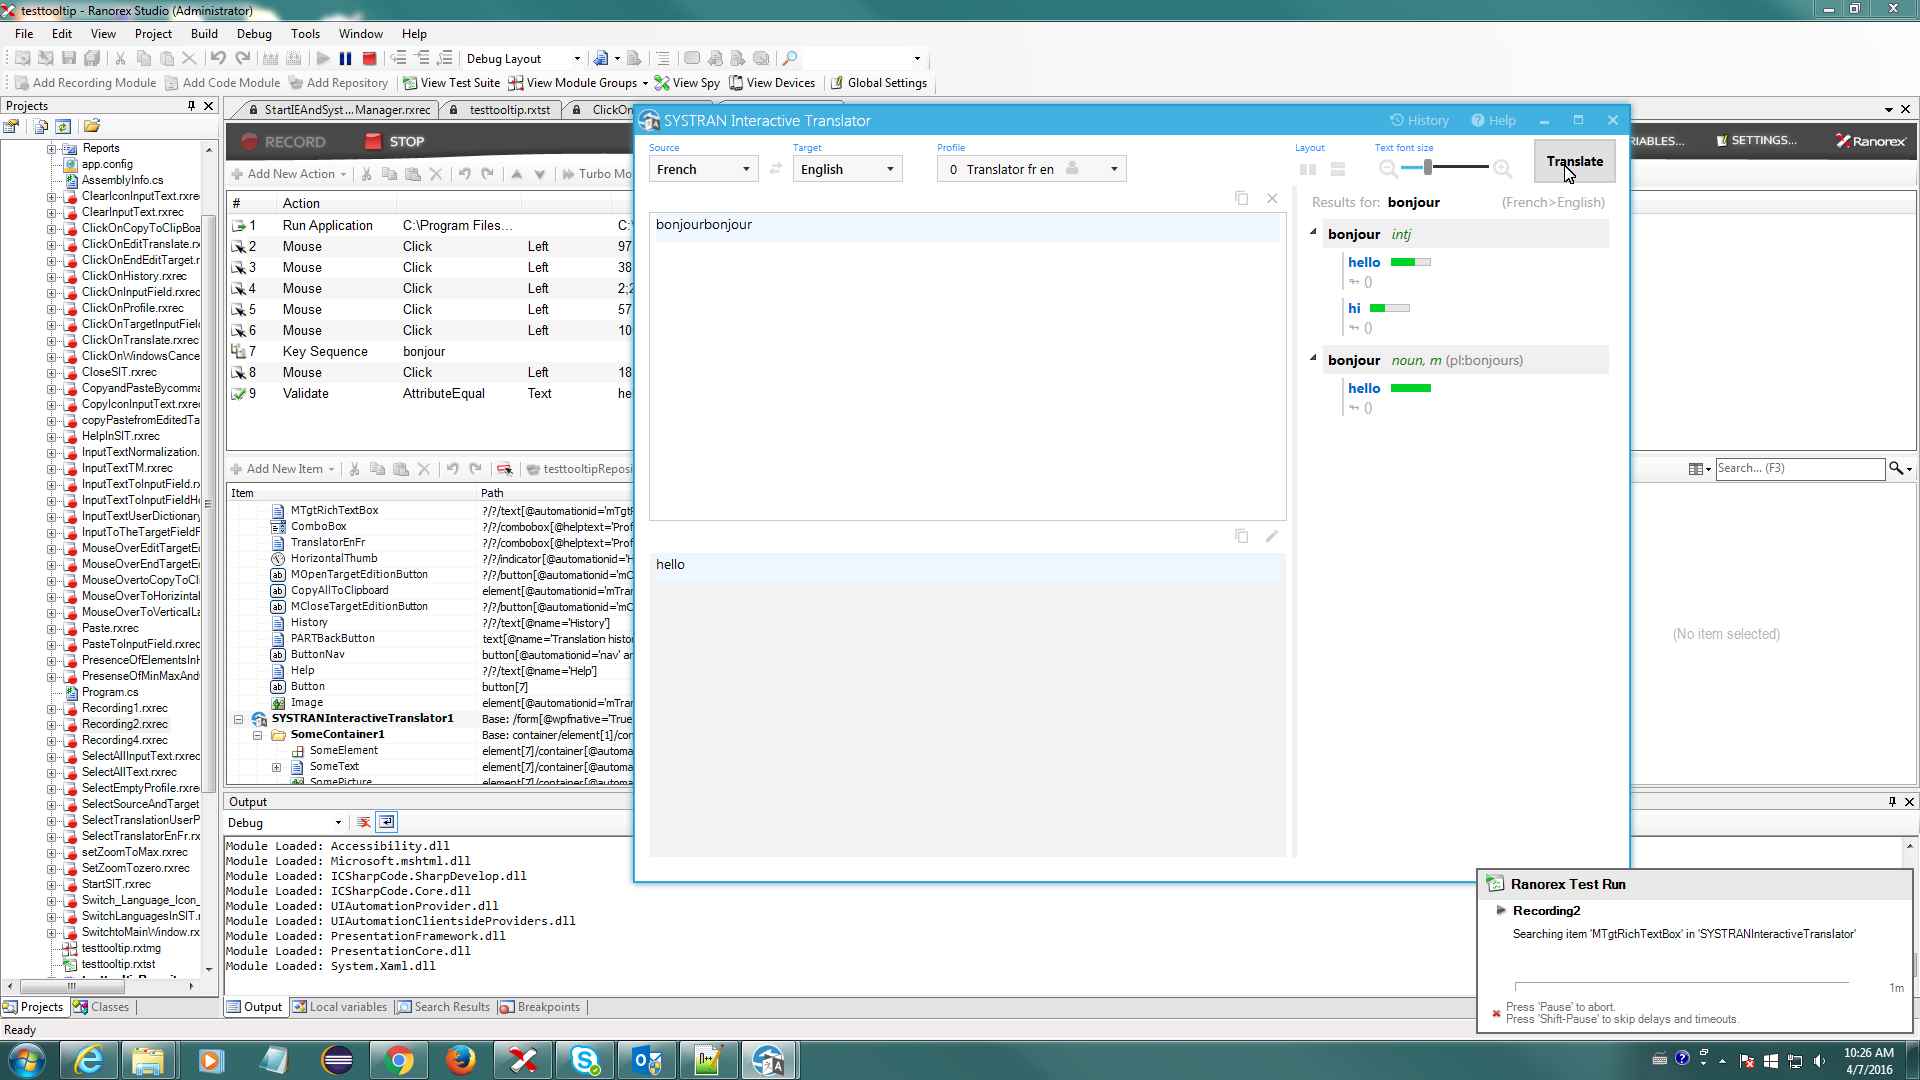 testtooltip - Ranorex Studio (Administrator)
File Edit View Project Build Debug Tools Window Help
Debug Layout
Add Recording Module Add Code Module Add Repository View Test Suite View Module Groups View Spy View Devices Global Settings
Projects
StartIEAndSyst...Manager.rxrec testtooltip.rxtst ClickOn
Reports
app.config
AssemblyInfo.cs
ClearIconInputText.rxrec
ClearInputText.rxrec
ClickOnCopyToClipBoa
ClickOnEditTranslate.rx
ClickOnEndEditTarget.r
ClickOnHistory.rxrec
ClickOnInputField.rxrec
ClickOnProfile.rxrec
ClickOnTargetInputField
ClickOnTranslate.rxrec
ClickOnWindowsCance
CloseSIT.rxrec
CopyandPasteBycomma
CopyIconInputText.rxrec
copyPastefromEditedTa
HelpInSIT.rxrec
InputTextNormalization.
InputTextTM.rxrec
InputTextToInputField.rx
InputTextToInputFieldHe
InputTextUserDictionary
InputToTheTargetFieldF
MouseOverEditTargetEr
MouseOverEndTargetEr
MouseOvertoCopyToCl
MouseOverToHorizintal
MouseOverToVerticalLa
Paste.rxrec
PasteToInputField.rxrec
PresenceOfElementsInH
PresenseOfMinMaxAnd
Program.cs
Recording1.rxrec
Recording2.rxrec
Recording4.rxrec
SelectAllInputText.rxrec
SelectAllText.rxrec
SelectEmptyProfile.rxrec
SelectSourceAndTarget
SelectTranslationUserP
SelectTranslatorEnFr.rx
setZoomToMax.rxrec
SetZoomTozero.rxrec
StartSIT.rxrec
Switch_Language_Icon_
SwitchLanguagesInSIT.r
SwitchtoMainWindow.rx
testtooltip.rxtmg
testtooltip.rxtst
Projects Classes
RECORD STOP
RIABLES... SETTINGS... Ranorex
Add New Action Turbo Mo
# Action
1 Run Application C:\Program Files... C:
2 Mouse Click Left 97
3 Mouse Click Left 38
4 Mouse Click Left 2;2
5 Mouse Click Left 57
6 Mouse Click Left 10
7 Key Sequence bonjour
8 Mouse Click Left 18
9 Validate AttributeEqual Text he
Add New Item testtooltipReposi
Search... (F3)
Item Path
MTgtRichTextBox ?/?/text[@automationid='mTgtR
ComboBox ?/?/combobox[@helptext='Prof
TranslatorEnFr ?/?/combobox[@helptext='Prof
HorizontalThumb ?/?/indicator[@automationid='H
MOpenTargetEditionButton ?/?/button[@automationid='mO
CopyAllToClipboard element[@automationid='mTrar
MCloseTargetEditionButton ?/?/button[@automationid='mC
History ?/?/text[@name='History']
PARTBackButton text[@name='Translation histo
ButtonNav button[@automationid='nav' ar
Help ?/?/text[@name='Help']
Button button[7]
Image element[@automationid='mTrar
SYSTRANInteractiveTranslator1 Base: /form[@wpfnative='True
SomeContainer1 Base: container/element[1]/cor
SomeElement element[7]/container[@automa
SomeText element[7]/container[@automa
SomePicture element[7]/container[@automa
(No item selected)
Output
Debug
Module Loaded: Accessibility.dll
Module Loaded: Microsoft.mshtml.dll
Module Loaded: ICSharpCode.SharpDevelop.dll
Module Loaded: ICSharpCode.Core.dll
Module Loaded: UIAutomationProvider.dll
Module Loaded: UIAutomationClientsideProviders.dll
Module Loaded: PresentationFramework.dll
Module Loaded: PresentationCore.dll
Module Loaded: System.Xaml.dll
Output Local variables Search Results Breakpoints
Ready
SYSTRAN Interactive Translator History Help
Source Target Profile Layout Text font size
French English 0 Translator fr en Translate
bonjourbonjour
hello
Results for: bonjour (French>English)
bonjour intj
hello
()
hi
()
bonjour noun, m (pl:bonjours)
hello
()
Ranorex Test Run
Recording2
Searching item 'MTgtRichTextBox' in 'SYSTRANInteractiveTranslator'
1m
Press 'Pause' to abort.
Press 'Shift-Pause' to skip delays and timeouts.
10:26 AM
4/7/2016